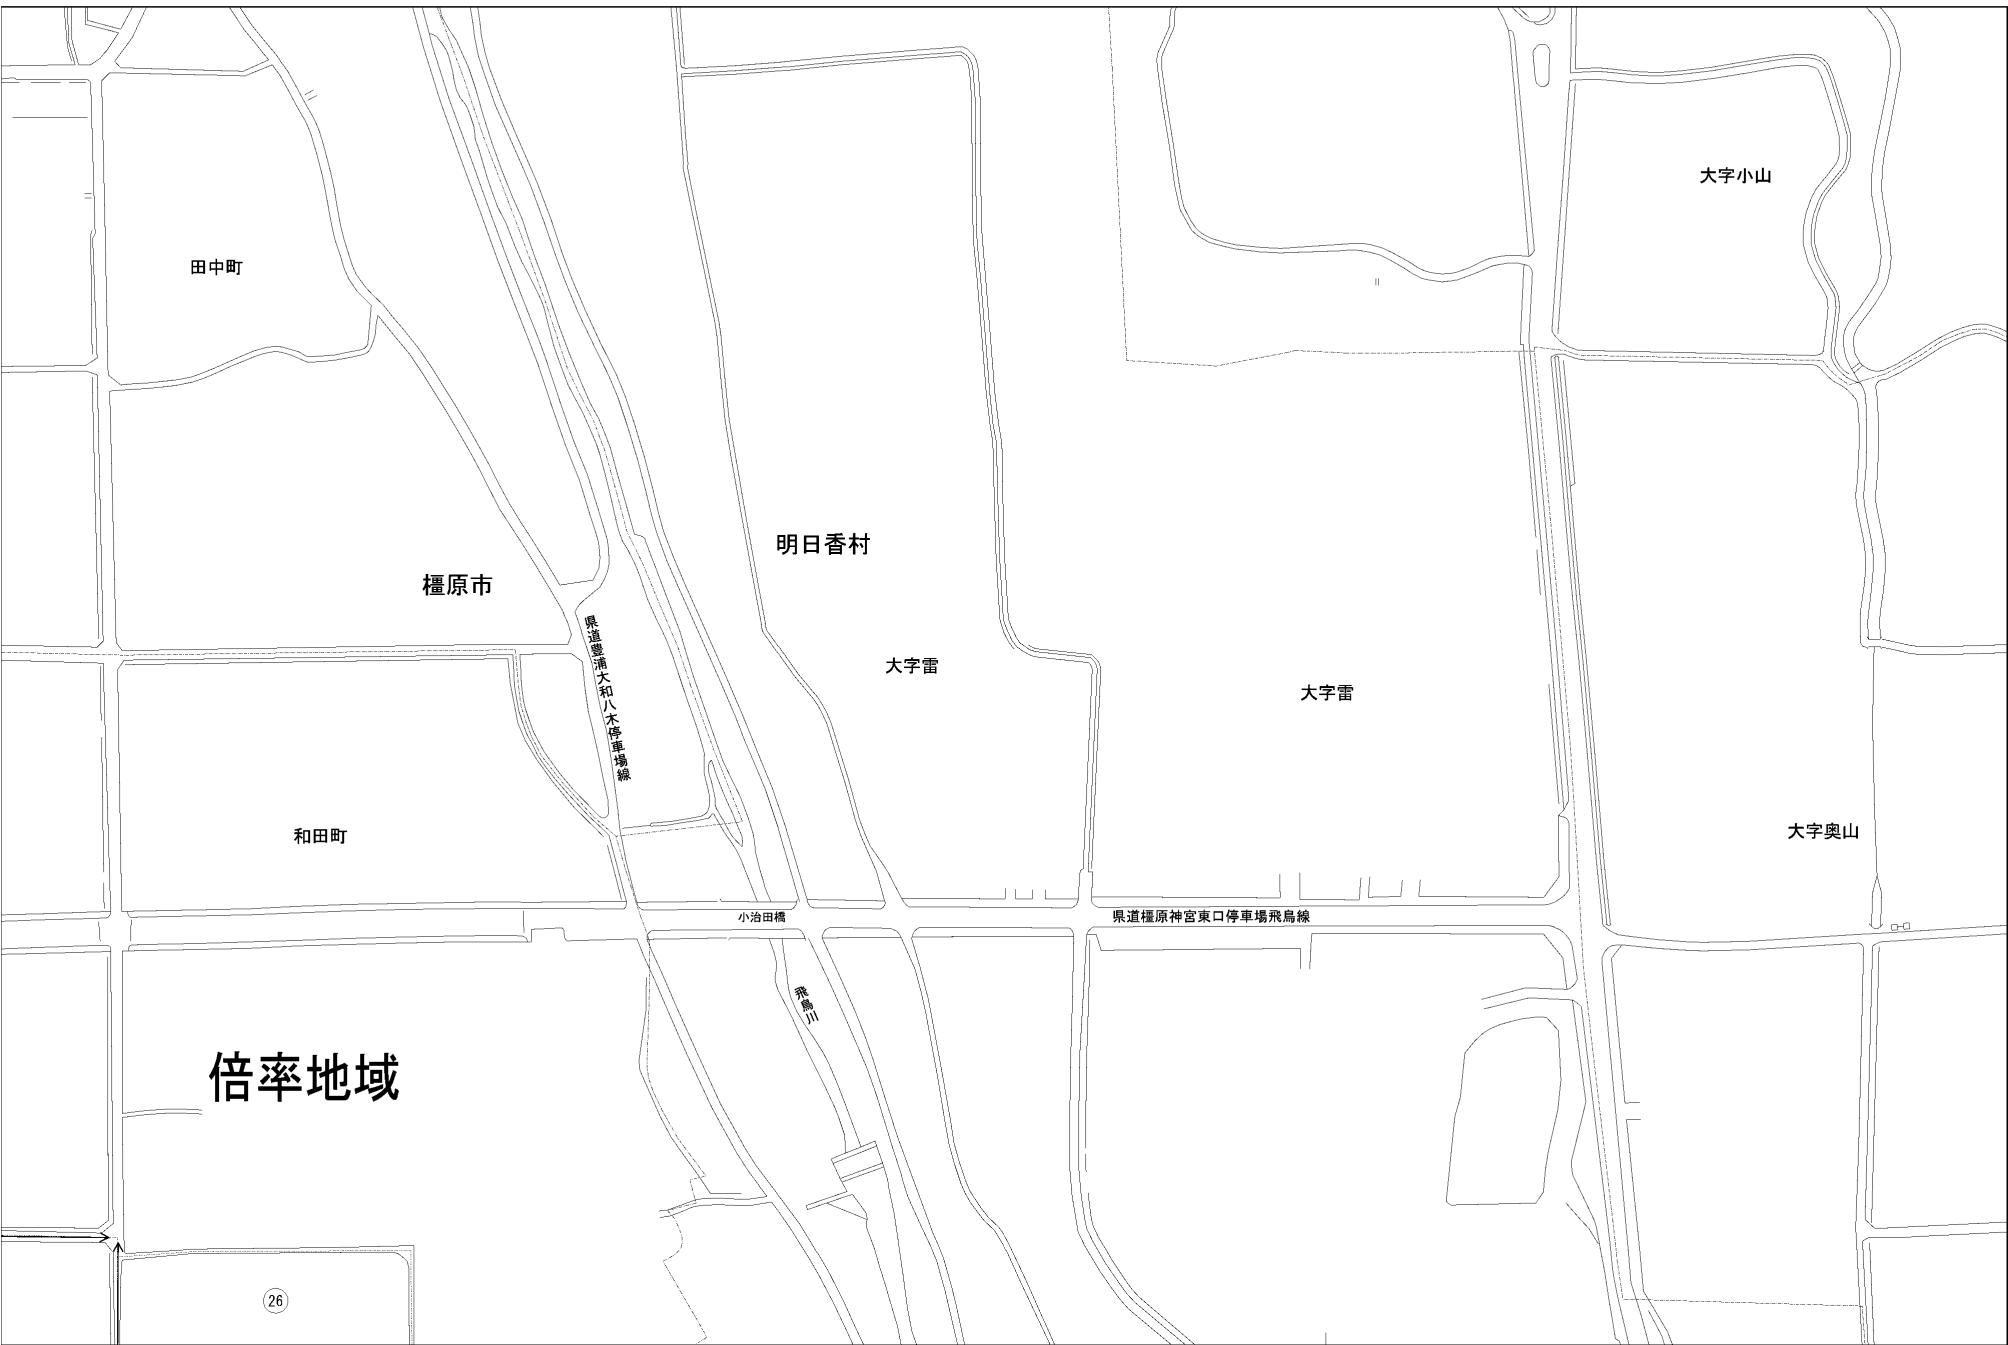 大字小山
田中町
明日香村
橿原市
県道豊浦大和八木停車場線
大字雷
大字雷
和田町
大字奥山
小治田橋
県道橿原神宮東口停車場飛鳥線
飛鳥川
倍率地域
26